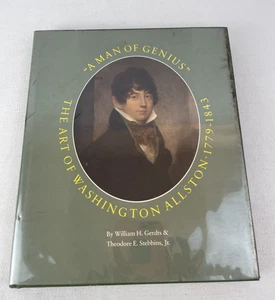 "A MAN OF GENIUS"
THE ART OF WASHINGTON ALLSTON·1779-1843
By William H. Gerdts &
Theodore E. Stebbins, Jr.